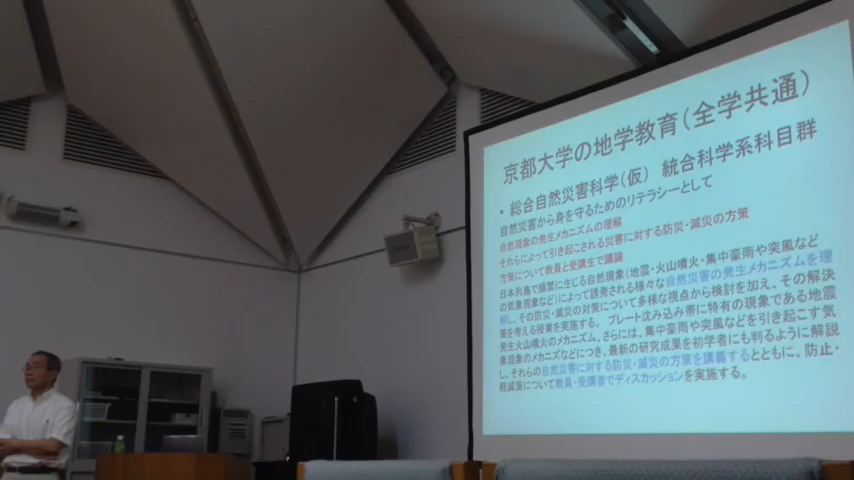 京都大学の地学教育(全学共通)
• 総合自然災害科学(仮) 統合科学系科目群
自然災害から身を守るためのリテラシーとして
自然現象の発生メカニズムの理解
それらによって引き起こされる災害に対する防災・減災の方策
方策について教員と受講生で議論
日本列島で頻繁に生じる自然現象(地震・火山噴火・集中豪雨や突風など
の気象現象など)によって誘発される様々な自然災害の発生メカニズムを理
解し、その防災・減災の対策について多様な視点から検討を加え、その解決
策を考える授業を実施する。 プレート沈み込み帯に特有の現象である地震
発生火山噴火のメカニズム、さらには、集中豪雨や突風などを引き起こす気
象現象のメカニズムなどにつき、最新の研究成果を初学者にも判るように解説
し、それらの自然災害に対する防災・減災の方策を講義するとともに、防止・
軽減策について教員・受講者でディスカッションを実施する。